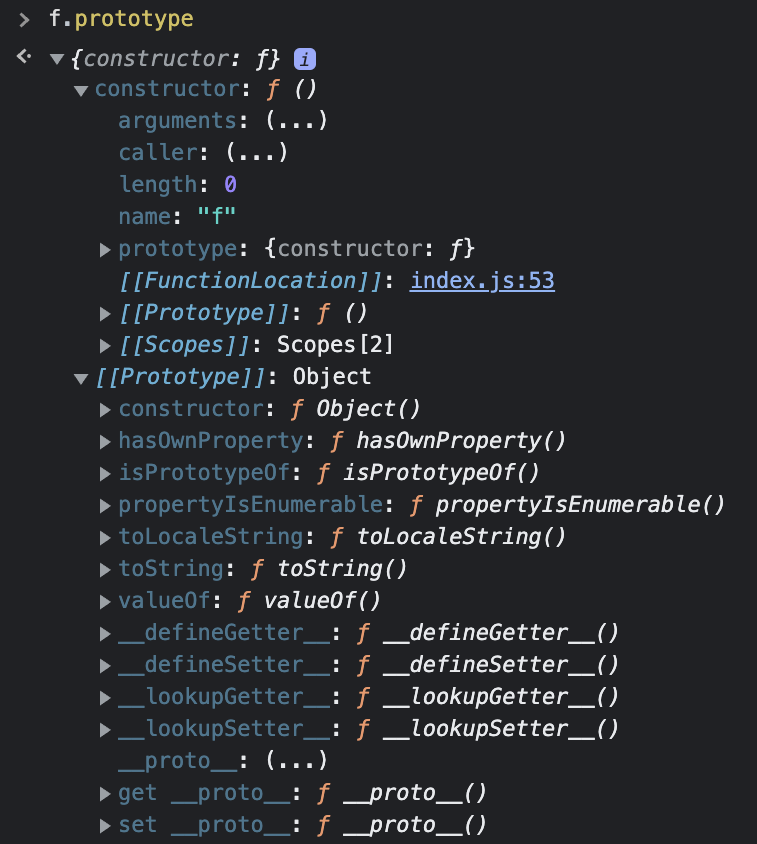 f.prototype
{constructor: ƒ} i
constructor: ƒ ()
arguments: (...)
caller: (...)
length: 0
name: "f"
prototype: {constructor: ƒ}
[[FunctionLocation]]: index.js:53
[[Prototype]]: ƒ ()
[[Scopes]]: Scopes[2]
[[Prototype]]: Object
constructor: ƒ Object()
hasOwnProperty: ƒ hasOwnProperty()
isPrototypeOf: ƒ isPrototypeOf()
propertyIsEnumerable: ƒ propertyIsEnumerable()
toLocaleString: ƒ toLocaleString()
toString: ƒ toString()
valueOf: ƒ valueOf()
__defineGetter__: ƒ __defineGetter__()
__defineSetter__: ƒ __defineSetter__()
__lookupGetter__: ƒ __lookupGetter__()
__lookupSetter__: ƒ __lookupSetter__()
__proto__: (...)
get __proto__: ƒ __proto__()
set __proto__: ƒ __proto__()